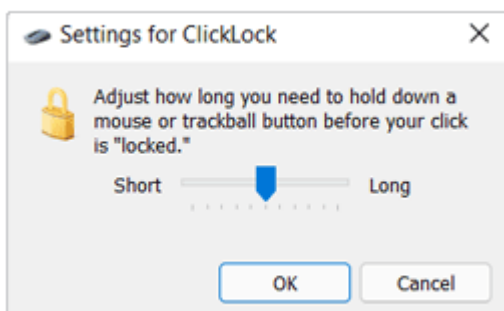 Settings for ClickLock
Adjust how long you need to hold down a
mouse or trackball button before your click
is "locked."
Short Long
OK Cancel